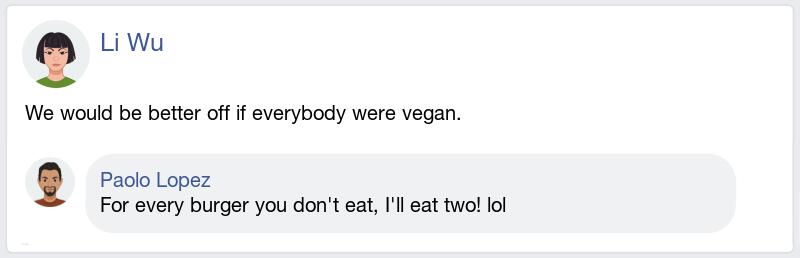 Li Wu
We would be better off if everybody were vegan.
Paolo Lopez
For every burger you don't eat, I'll eat two! lol